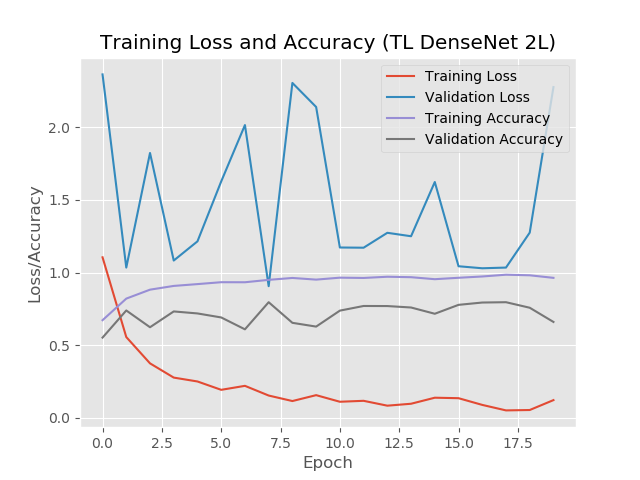 Training Loss and Accuracy (TL DenseNet 2L)
Training Loss
Validation Loss
Training Accuracy
Validation Accuracy
Loss/Accuracy
2.0
1.5
1.0
0.5
0.0
0.0 2.5 5.0 7.5 10.0 12.5 15.0 17.5
Epoch